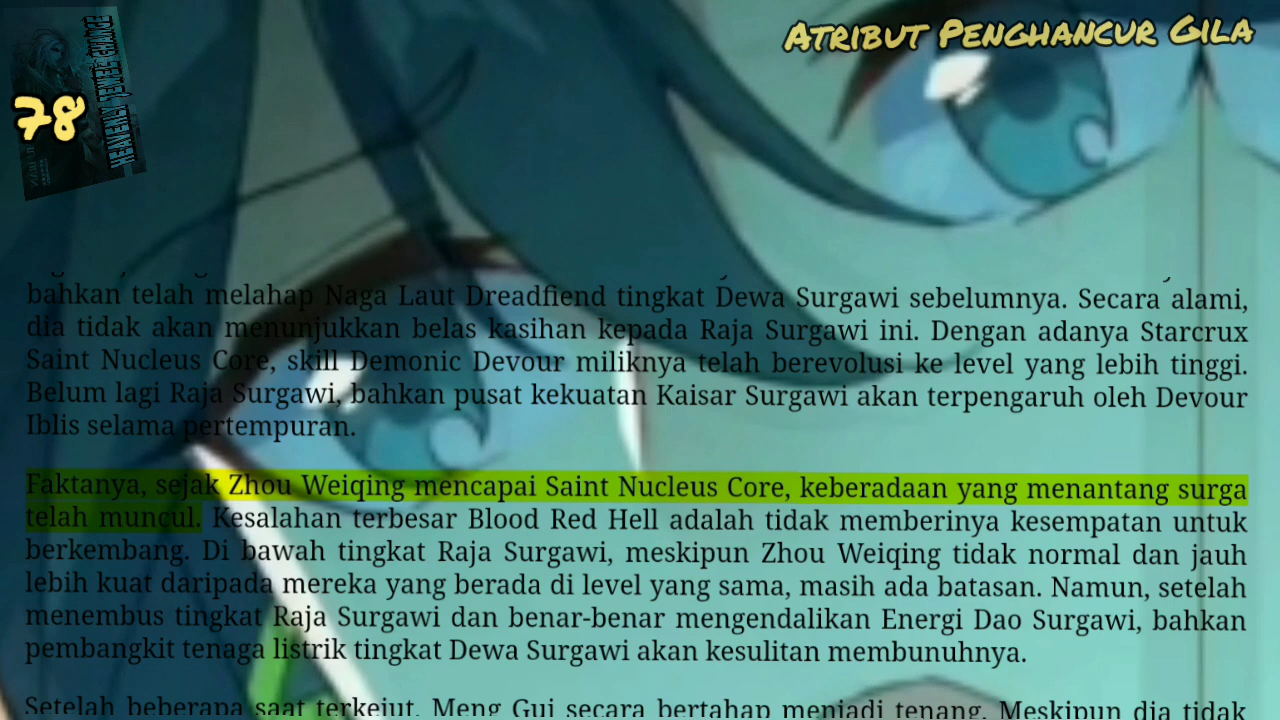 Atribut Penghancur Gila
HEAVENLY JEWEL CHANGE
78
bahkan telah melahap Naga Laut Dreadfiend tingkat Dewa Surgawi sebelumnya. Secara alami,
dia tidak akan menunjukkan belas kasihan kepada Raja Surgawi ini. Dengan adanya Starcrux
Saint Nucleus Core, skill Demonic Devour miliknya telah berevolusi ke level yang lebih tinggi.
Belum lagi Raja Surgawi, bahkan pusat kekuatan Kaisar Surgawi akan terpengaruh oleh Devour
Iblis selama pertempuran.
Faktanya, sejak Zhou Weiqing mencapai Saint Nucleus Core, keberadaan yang menantang surga
telah muncul. Kesalahan terbesar Blood Red Hell adalah tidak memberinya kesempatan untuk
berkembang. Di bawah tingkat Raja Surgawi, meskipun Zhou Weiqing tidak normal dan jauh
lebih kuat daripada mereka yang berada di level yang sama, masih ada batasan. Namun, setelah
menembus tingkat Raja Surgawi dan benar-benar mengendalikan Energi Dao Surgawi, bahkan
pembangkit tenaga listrik tingkat Dewa Surgawi akan kesulitan membunuhnya.
Setelah beberapa saat terkejut, Meng Gui secara bertahap menjadi tenang. Meskipun dia tidak